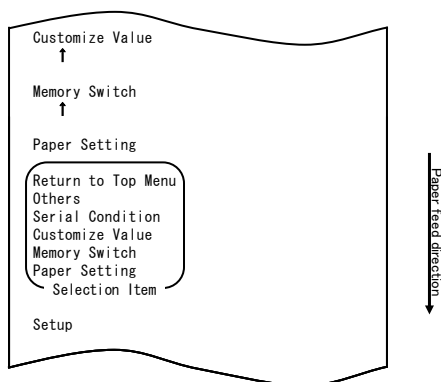 Customize Value
↑
Memory Switch
↑
Paper Setting
Return to Top Menu
Others
Serial Condition
Customize Value
Memory Switch
Paper Setting
Selection Item
Setup
Paper feed direction